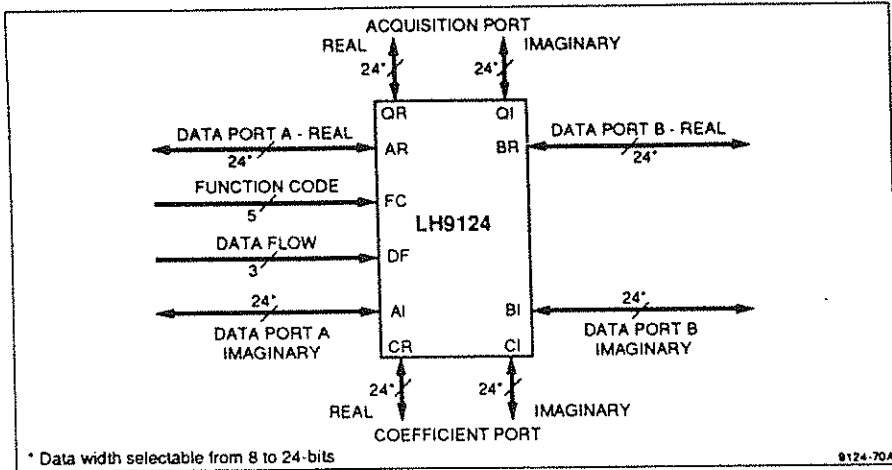 ACQUISITION PORT
REAL IMAGINARY
24* 24*
QR QI
DATA PORT A - REAL DATA PORT B - REAL
AR BR
24* 24*
FUNCTION CODE
FC
5
LH9124
DATA FLOW
DF
3
24* 24*
AI BI
DATA PORT A DATA PORT B
IMAGINARY IMAGINARY
CR CI
24* 24*
REAL IMAGINARY
COEFFICIENT PORT
* Data width selectable from 8 to 24-bits